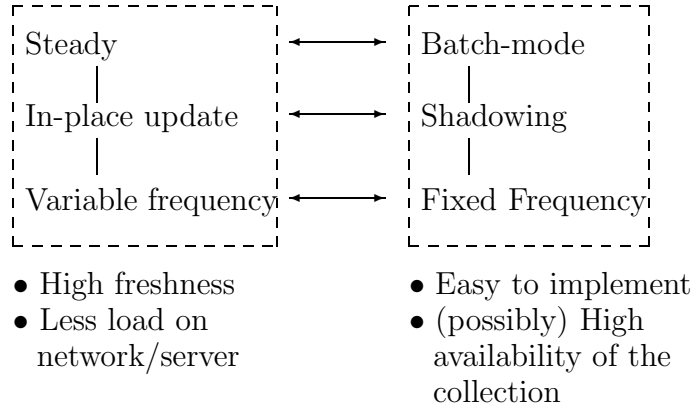 Steady
In-place update
Variable frequency
• High freshness
• Less load on
network/server
Batch-mode
Shadowing
Fixed Frequency
• Easy to implement
• (possibly) High
availability of the
collection